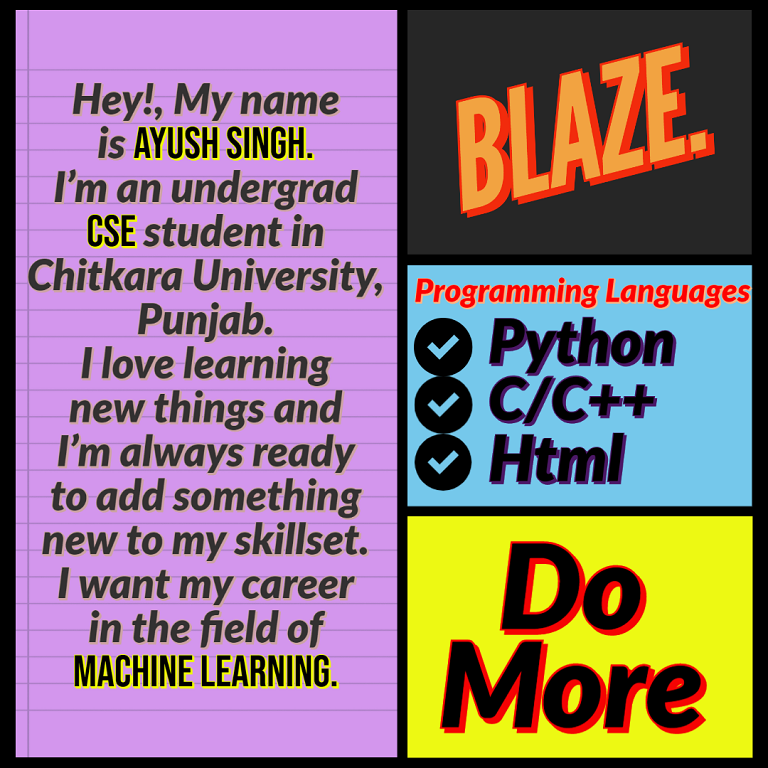 Hey!, My name
is AYUSH SINGH.
I'm an undergrad
CSE student in
Chitkara University,
Punjab.
I love learning
new things and
I'm always ready
to add something
new to my skillset.
I want my career
in the field of
MACHINE LEARNING.
BLAZE.
Programming Languages
Python
C/C++
Html
Do
More